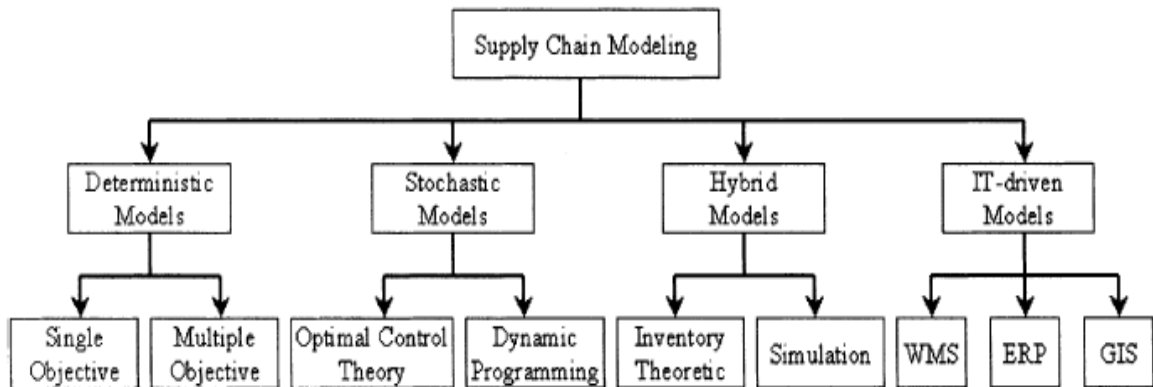 Supply Chain Modeling
Deterministic
Models
Stochastic
Models
Hybrid
Models
IT-driven
Models
Single
Objective
Multiple
Objective
Optimal Control
Theory
Dynamic
Programming
Inventory
Theoretic
Simulation
WMS
ERP
GIS